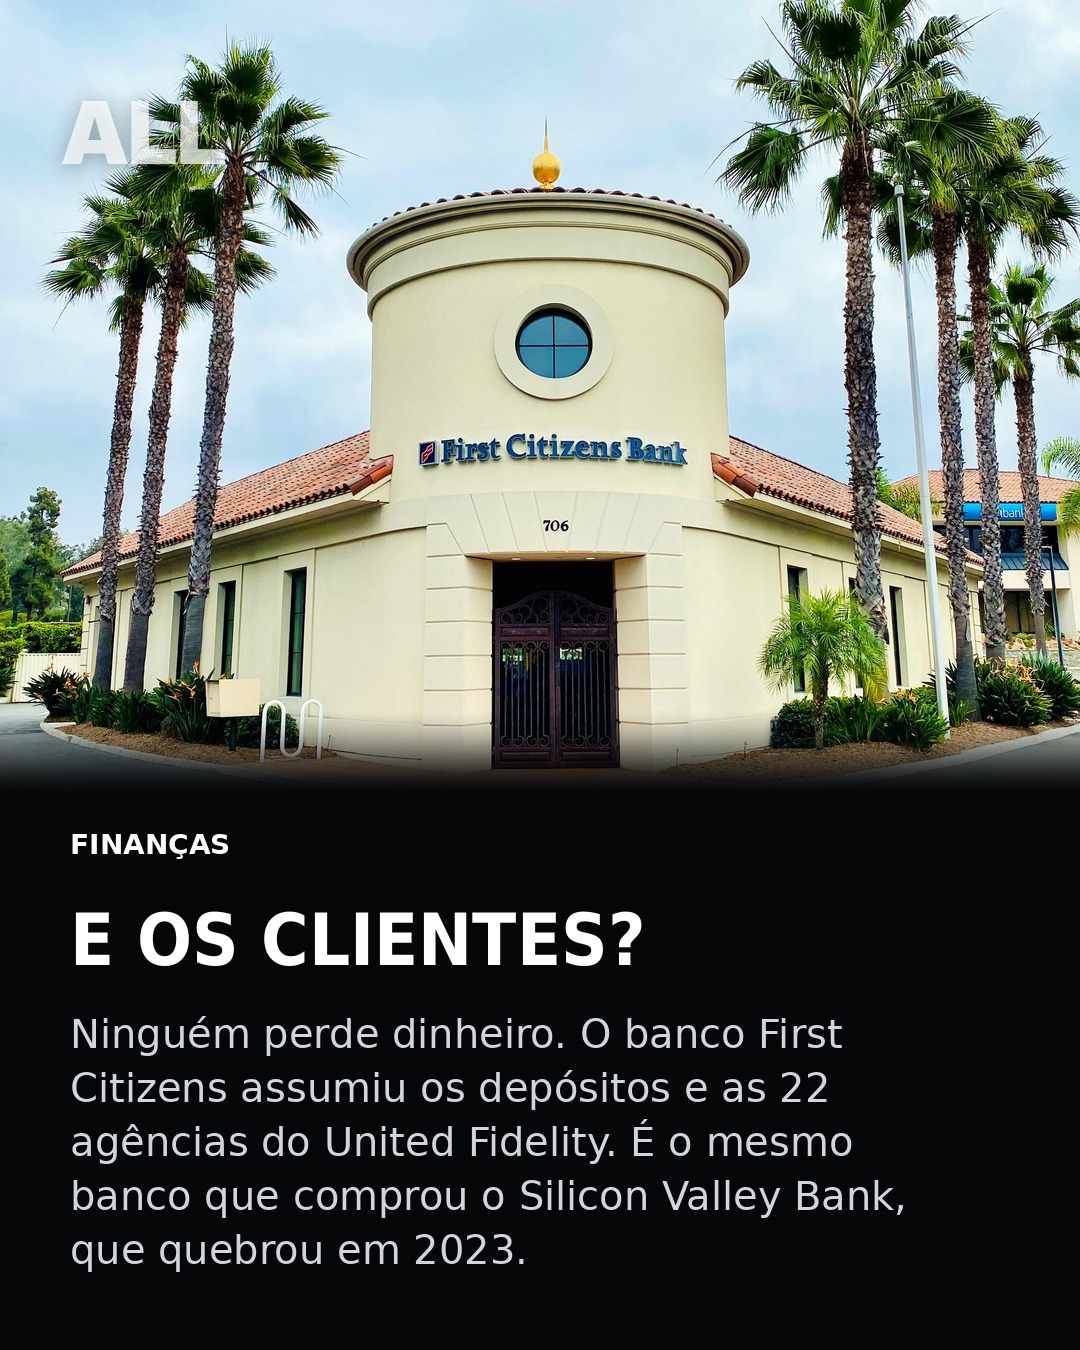 ALL
First Citizens Bank
706
FINANÇAS
E OS CLIENTES?
Ninguém perde dinheiro. O banco First
Citizens assumiu os depósitos e as 22
agências do United Fidelity. É o mesmo
banco que comprou o Silicon Valley Bank,
que quebrou em 2023.